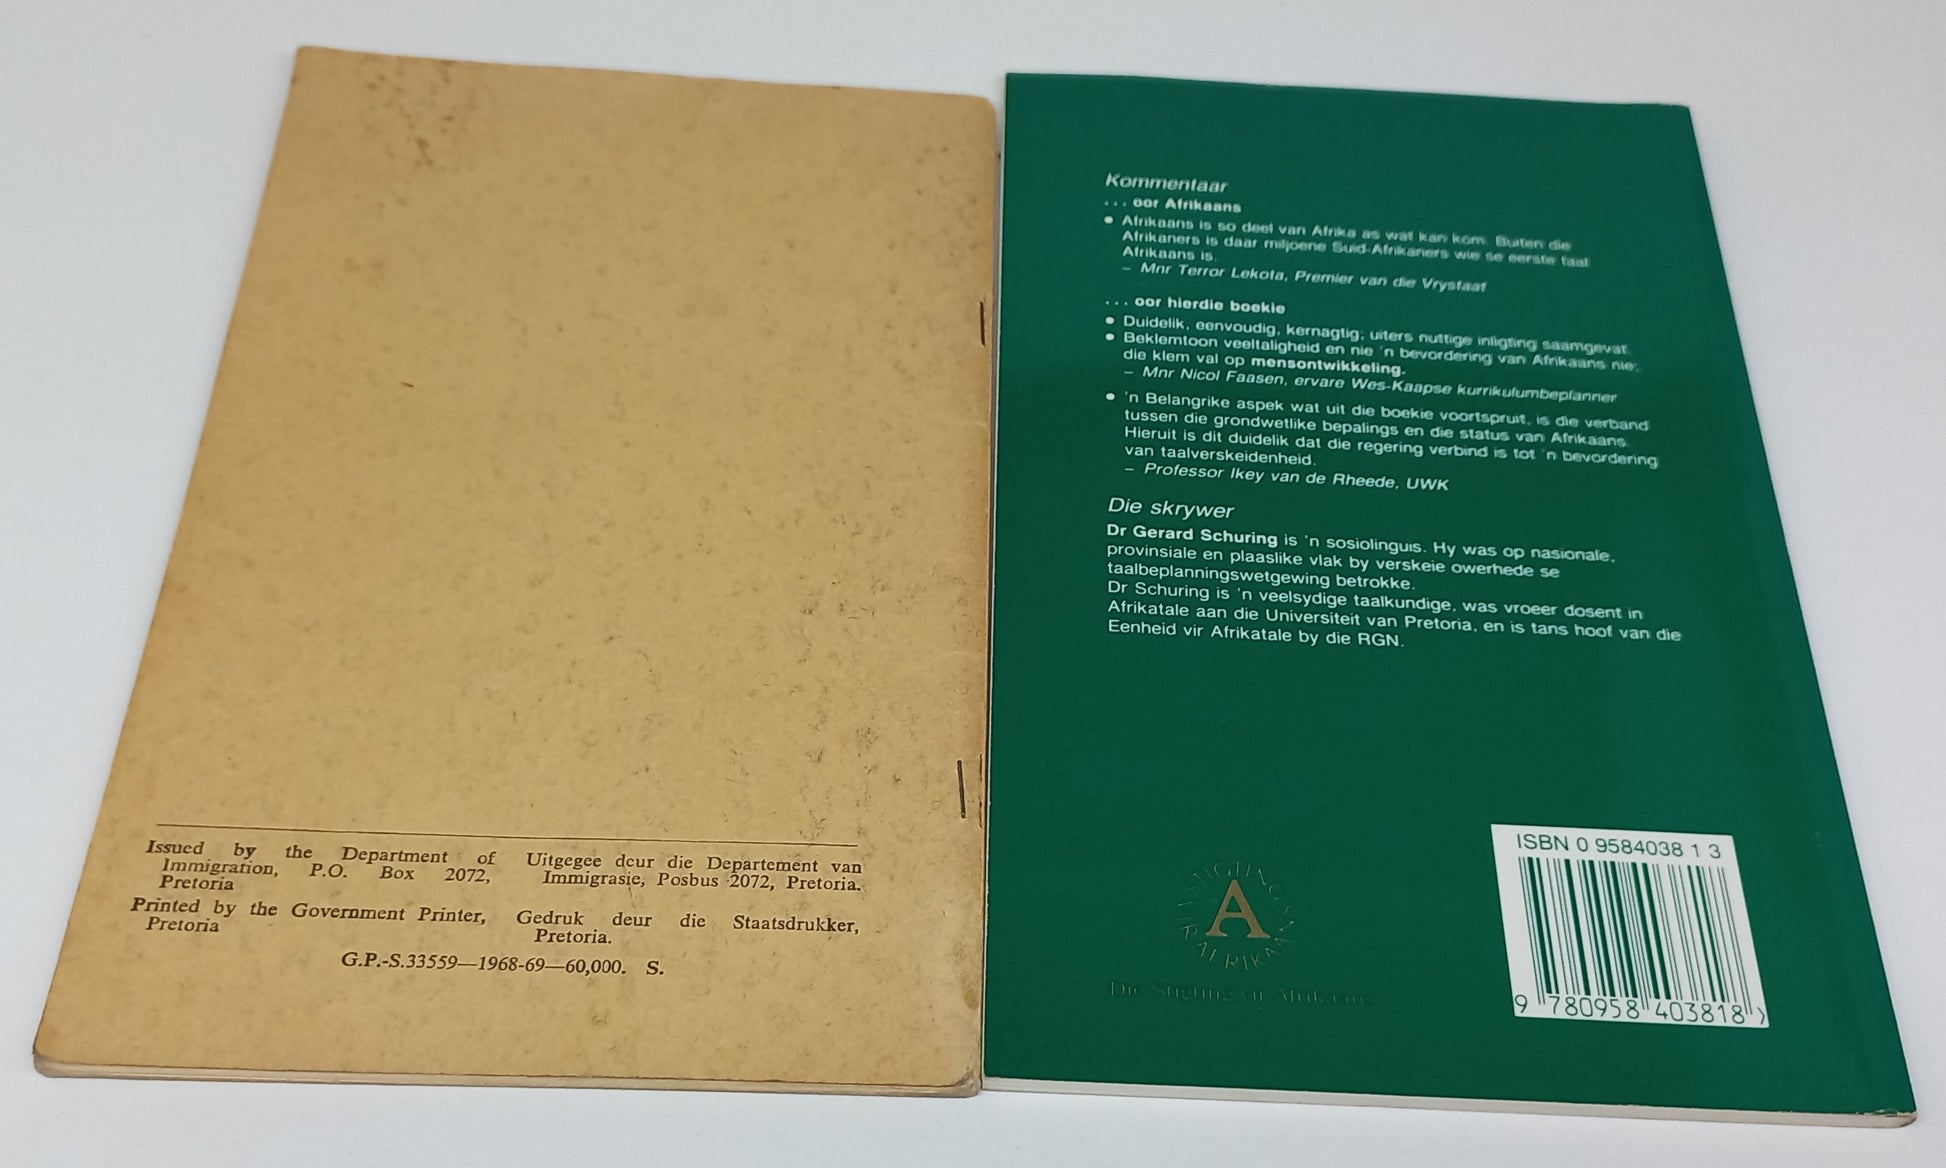 Issued by the Department of
Immigration, P.O. Box 2072,
Pretoria
Printed by the Government Printer,
Pretoria
Uitgegee deur die Departement van
Immigrasie, Posbus 2072, Pretoria.
Gedruk deur die Staatsdrukker,
Pretoria.
G.P.-S.33559—1968-69—60,000. S.
Kommentaar
. . . oor Afrikaans
• Afrikaans is so deel van Afrika as wat kan kom. Buiten die
Afrikaners is daar miljoene Suid-Afrikaners wie se eerste taal
Afrikaans is.
– Mnr Terror Lekota, Premier van die Vrystaat
. . . oor hierdie boekie
• Duidelik, eenvoudig, kernagtig; uiters nuttige inligting saamgevat.
• Beklemtoon veeltaligheid en nie 'n bevordering van Afrikaans nie;
die klem val op mensontwikkeling.
– Mnr Nicol Faasen, ervare Wes-Kaapse kurrikulumbeplanner
• 'n Belangrike aspek wat uit die boekie voortspruit, is die verband
tussen die grondwetlike bepalings en die status van Afrikaans.
Hieruit is dit duidelik dat die regering verbind is tot 'n bevordering
van taalverskeidenheid.
– Professor Ikey van de Rheede, UWK
Die skrywer
Dr Gerard Schuring is 'n sosiolinguis. Hy was op nasionale,
provinsiale en plaaslike vlak by verskeie owerhede se
taalbeplanningswetgewing betrokke.
Dr Schuring is 'n veelsydige taalkundige, was vroeer dosent in
Afrikatale aan die Universiteit van Pretoria, en is tans hoof van die
Eenheid vir Afrikatale by die RGN.
A
Die Stigting vir Afrikaans
ISBN 0 9584038 1 3
9 780958 403818 >